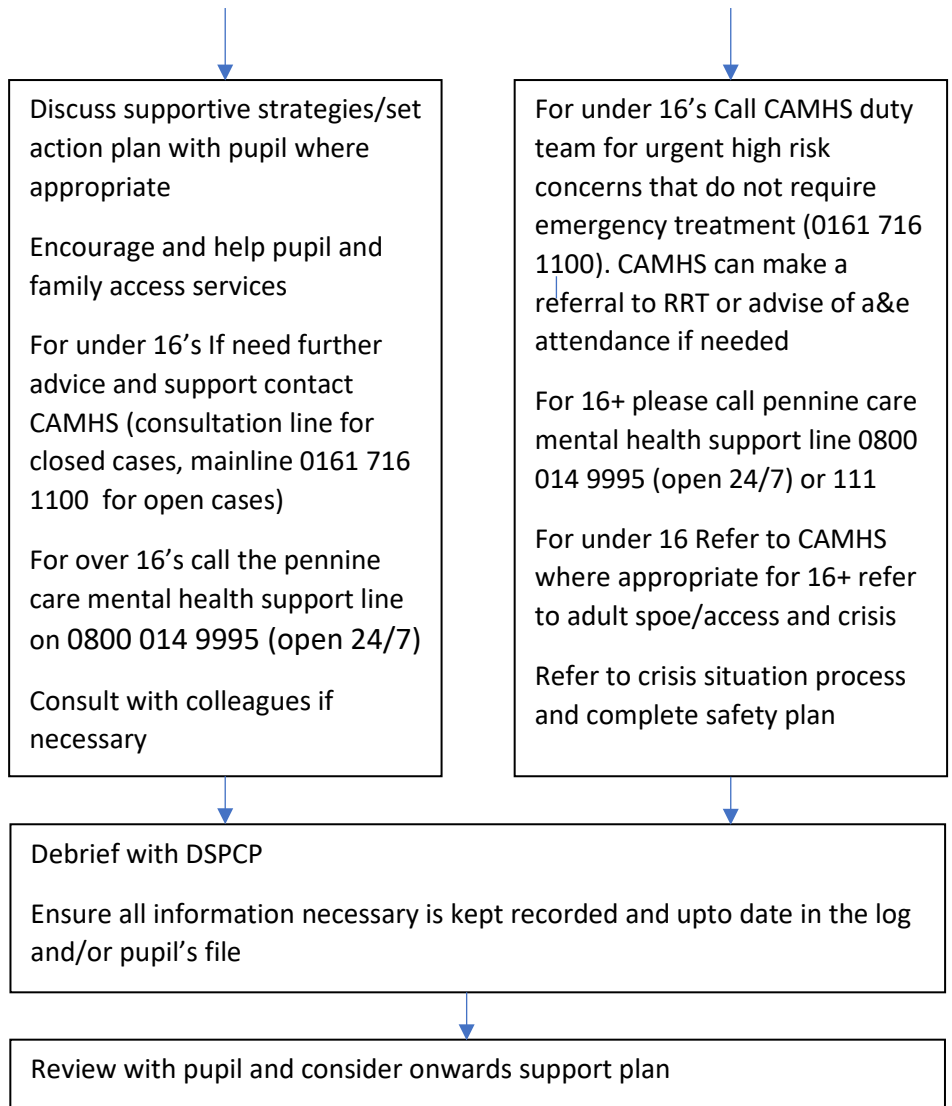 Discuss supportive strategies/set
action plan with pupil where
appropriate
Encourage and help pupil and
family access services
For under 16’s If need further
advice and support contact
CAMHS (consultation line for
closed cases, mainline 0161 716
1100  for open cases)
For over 16’s call the pennine
care mental health support line
on 0800 014 9995 (open 24/7)
Consult with colleagues if
necessary
For under 16’s Call CAMHS duty
team for urgent high risk
concerns that do not require
emergency treatment (0161 716
1100). CAMHS can make a
referral to RRT or advise of a&e
attendance if needed
For 16+ please call pennine care
mental health support line 0800
014 9995 (open 24/7) or 111
For under 16 Refer to CAMHS
where appropriate for 16+ refer
to adult spoe/access and crisis
Refer to crisis situation process
and complete safety plan
Debrief with DSPCP
Ensure all information necessary is kept recorded and upto date in the log
and/or pupil’s file
Review with pupil and consider onwards support plan